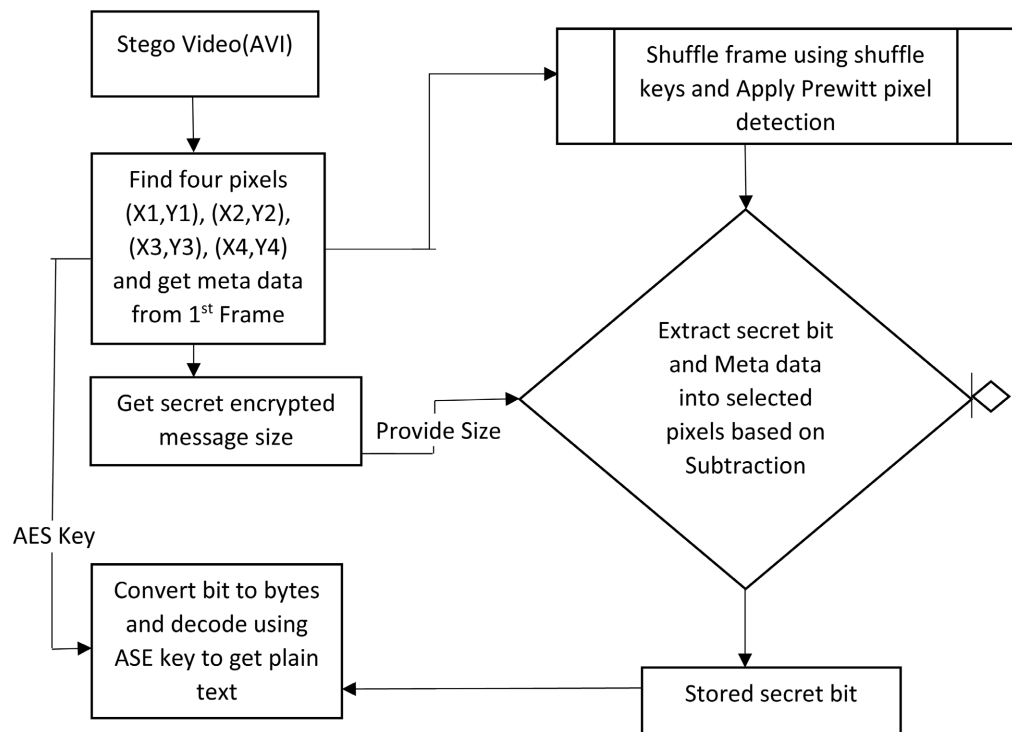 Stego Video(AVI)
Find four pixels
(X1,Y1), (X2,Y2),
(X3,Y3), (X4,Y4)
and get meta data
from 1st Frame
Get secret encrypted
message size
Provide Size
AES Key
Convert bit to bytes
and decode using
ASE key to get plain
text
Shuffle frame using shuffle
keys and Apply Prewitt pixel
detection
Extract secret bit
and Meta data
into selected
pixels based on
Subtraction
Stored secret bit